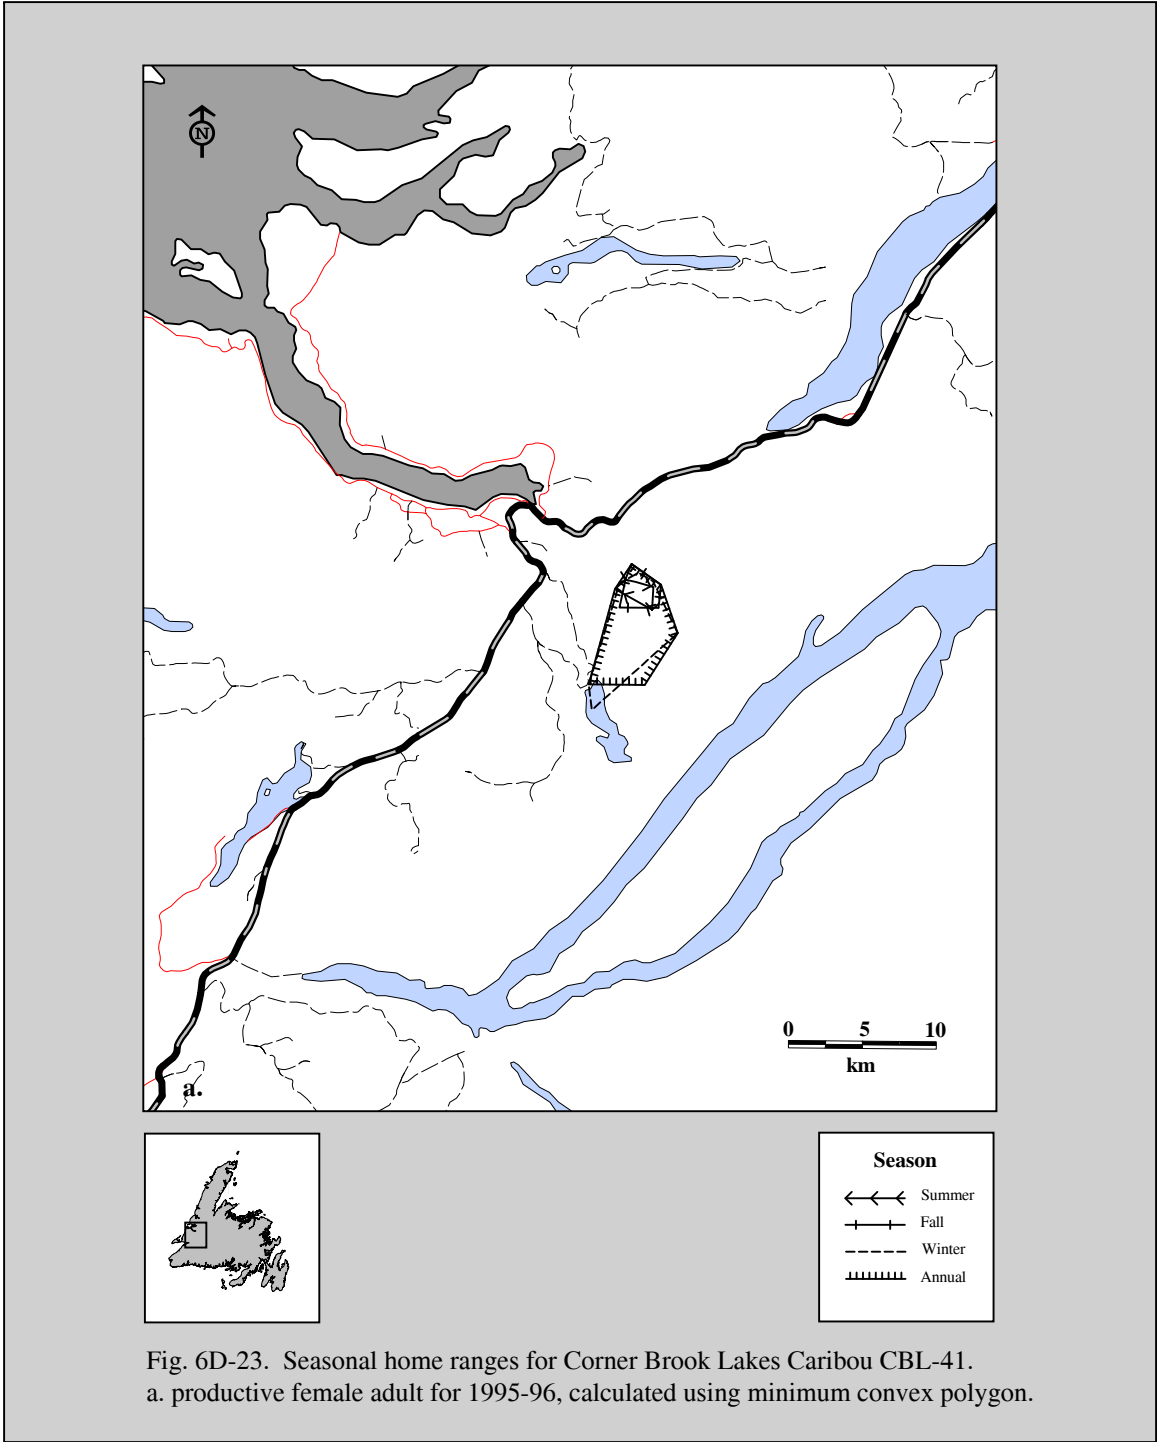 N
0 5 10
km
a.
Season
Summer
Fall
Winter
Annual
Fig. 6D-23. Seasonal home ranges for Corner Brook Lakes Caribou CBL-41.
a. productive female adult for 1995-96, calculated using minimum convex polygon.